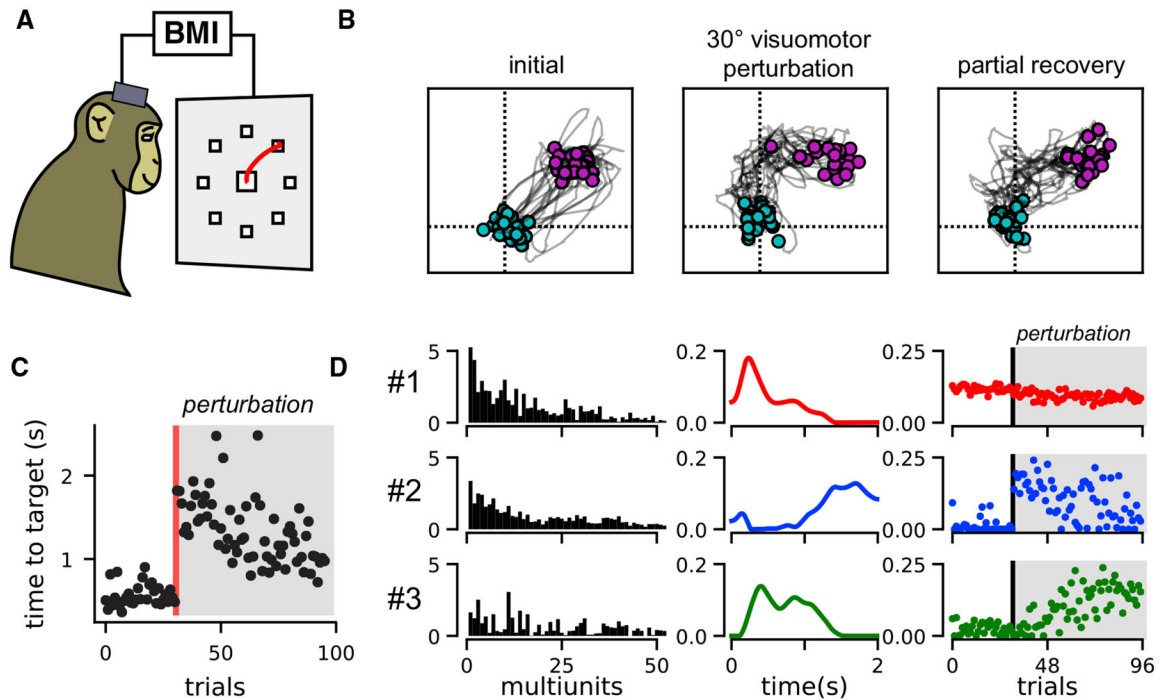 A
BMI
B
initial
30° visuomotor
perturbation
partial recovery
C
perturbation
time to target (s)
2
1
0
50
100
trials
D
perturbation
#1
5
0
0.2
0.0
0.25
0.00
#2
5
0
0.2
0.0
0.25
0.00
#3
5
0
0.2
0.0
0.25
0.00
0
25
50
0
2
0
48
96
multiunits
time(s)
trials